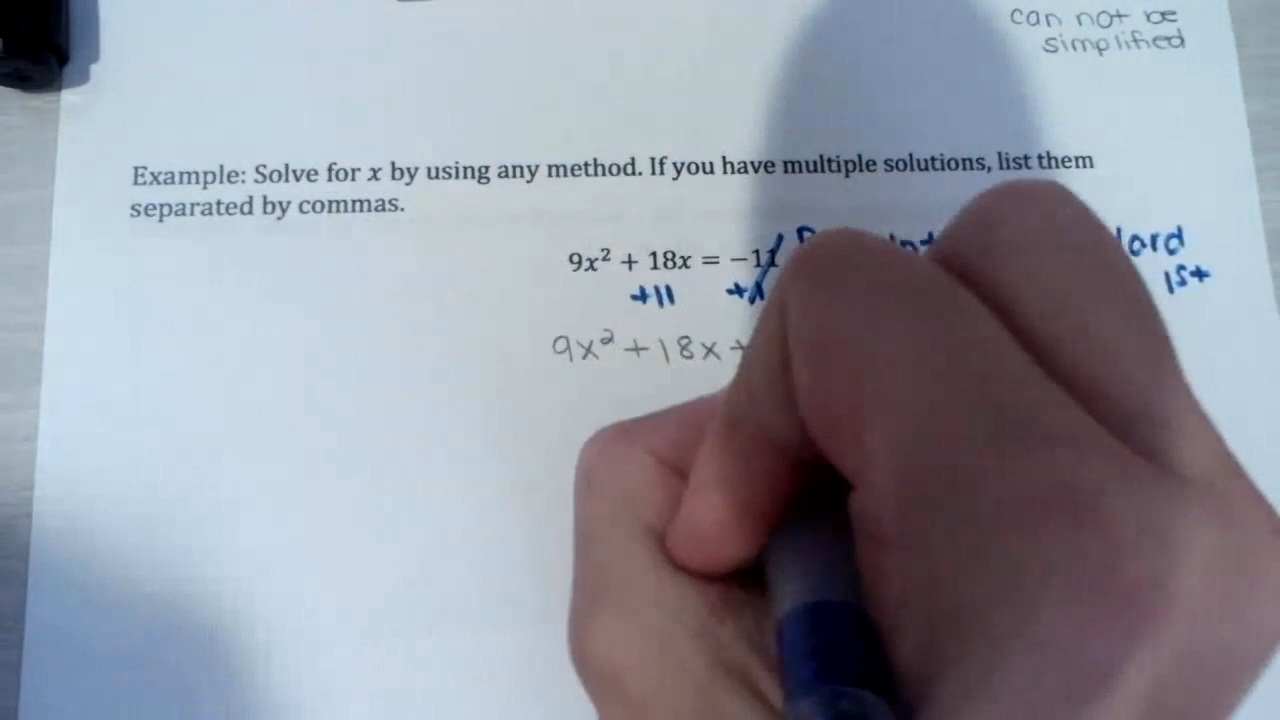 can not be
simplified
Example: Solve for x by using any method. If you have multiple solutions, list them
separated by commas.
9x² + 18x = −11
+11
9x² + 18x +
1st